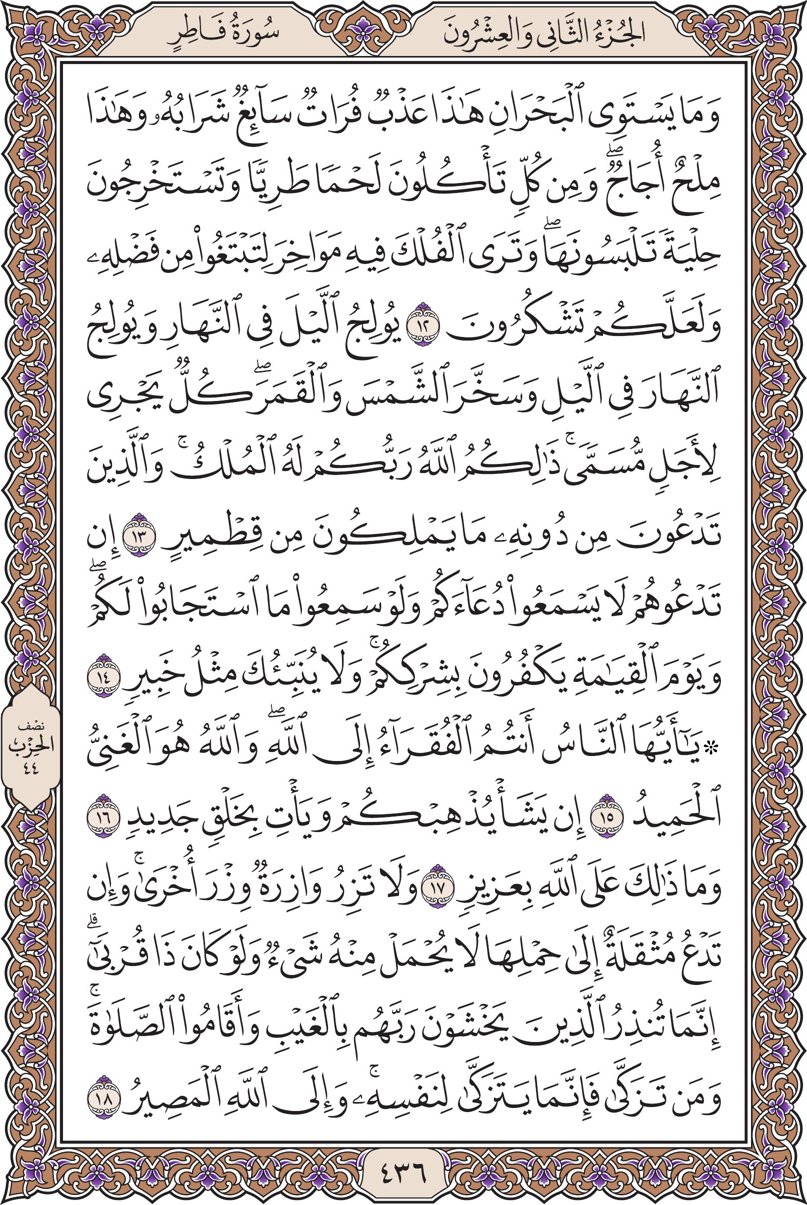 الجُزْءُ الثَّانِي وَالعِشْرُونَ
سُورَةُ فَاطِرٍ
وَمَا يَسْتَوِى ٱلْبَحْرَانِ هَٰذَا عَذْبٌ فُرَاتٌ سَآئِغٌ شَرَابُهُۥ وَهَٰذَا
مِلْحٌ أُجَاجٌۖ وَمِن كُلٍّ تَأْكُلُونَ لَحْمًا طَرِيًّا وَتَسْتَخْرِجُونَ
حِلْيَةً تَلْبَسُونَهَاۖ وَتَرَى ٱلْفُلْكَ فِيهِ مَوَاخِرَ لِتَبْتَغُوا۟ مِن فَضْلِهِۦ
وَلَعَلَّكُمْ تَشْكُرُونَ ١٢ يُولِجُ ٱلَّيْلَ فِى ٱلنَّهَارِ وَيُولِجُ
ٱلنَّهَارَ فِى ٱلَّيْلِ وَسَخَّرَ ٱلشَّمْسَ وَٱلْقَمَرَۖ كُلٌّ يَجْرِى
لِأَجَلٍ مُّسَمًّىۚ ذَٰلِكُمُ ٱللَّهُ رَبُّكُمْ لَهُ ٱلْمُلْكُۚ وَٱلَّذِينَ
تَدْعُونَ مِن دُونِهِۦ مَا يَمْلِكُونَ مِن قِطْمِيرٍ ١٣ إِن
تَدْعُوهُمْ لَا يَسْمَعُوا۟ دُعَآءَكُمْ وَلَوْ سَمِعُوا۟ مَا ٱسْتَجَابُوا۟ لَكُمْۖ
وَيَوْمَ ٱلْقِيَٰمَةِ يَكْفُرُونَ بِشِرْكِكُمْۚ وَلَا يُنَبِّئُكَ مِثْلُ خَبِيرٍ ١٤
۞ يَٰٓأَيُّهَا ٱلنَّاسُ أَنتُمُ ٱلْفُقَرَآءُ إِلَى ٱللَّهِۖ وَٱللَّهُ هُوَ ٱلْغَنِىُّ
ٱلْحَمِيدُ ١٥ إِن يَشَأْ يُذْهِبْكُمْ وَيَأْتِ بِخَلْقٍ جَدِيدٍ ١٦
وَمَا ذَٰلِكَ عَلَى ٱللَّهِ بِعَزِيزٍ ١٧ وَلَا تَزِرُ وَازِرَةٌ وِزْرَ أُخْرَىٰۚ وَإِن
تَدْعُ مُثْقَلَةٌ إِلَىٰ حِمْلِهَا لَا يُحْمَلْ مِنْهُ شَىْءٌ وَلَوْ كَانَ ذَا قُرْبَىٰٓۗ
إِنَّمَا تُنذِرُ ٱلَّذِينَ يَخْشَوْنَ رَبَّهُم بِٱلْغَيْبِ وَأَقَامُوا۟ ٱلصَّلَوٰةَۚ
وَمَن تَزَكَّىٰ فَإِنَّمَا يَتَزَكَّىٰ لِنَفْسِهِۦۚ وَإِلَى ٱللَّهِ ٱلْمَصِيرُ ١٨
نصف
الحزب
٤٤
٤٣٦